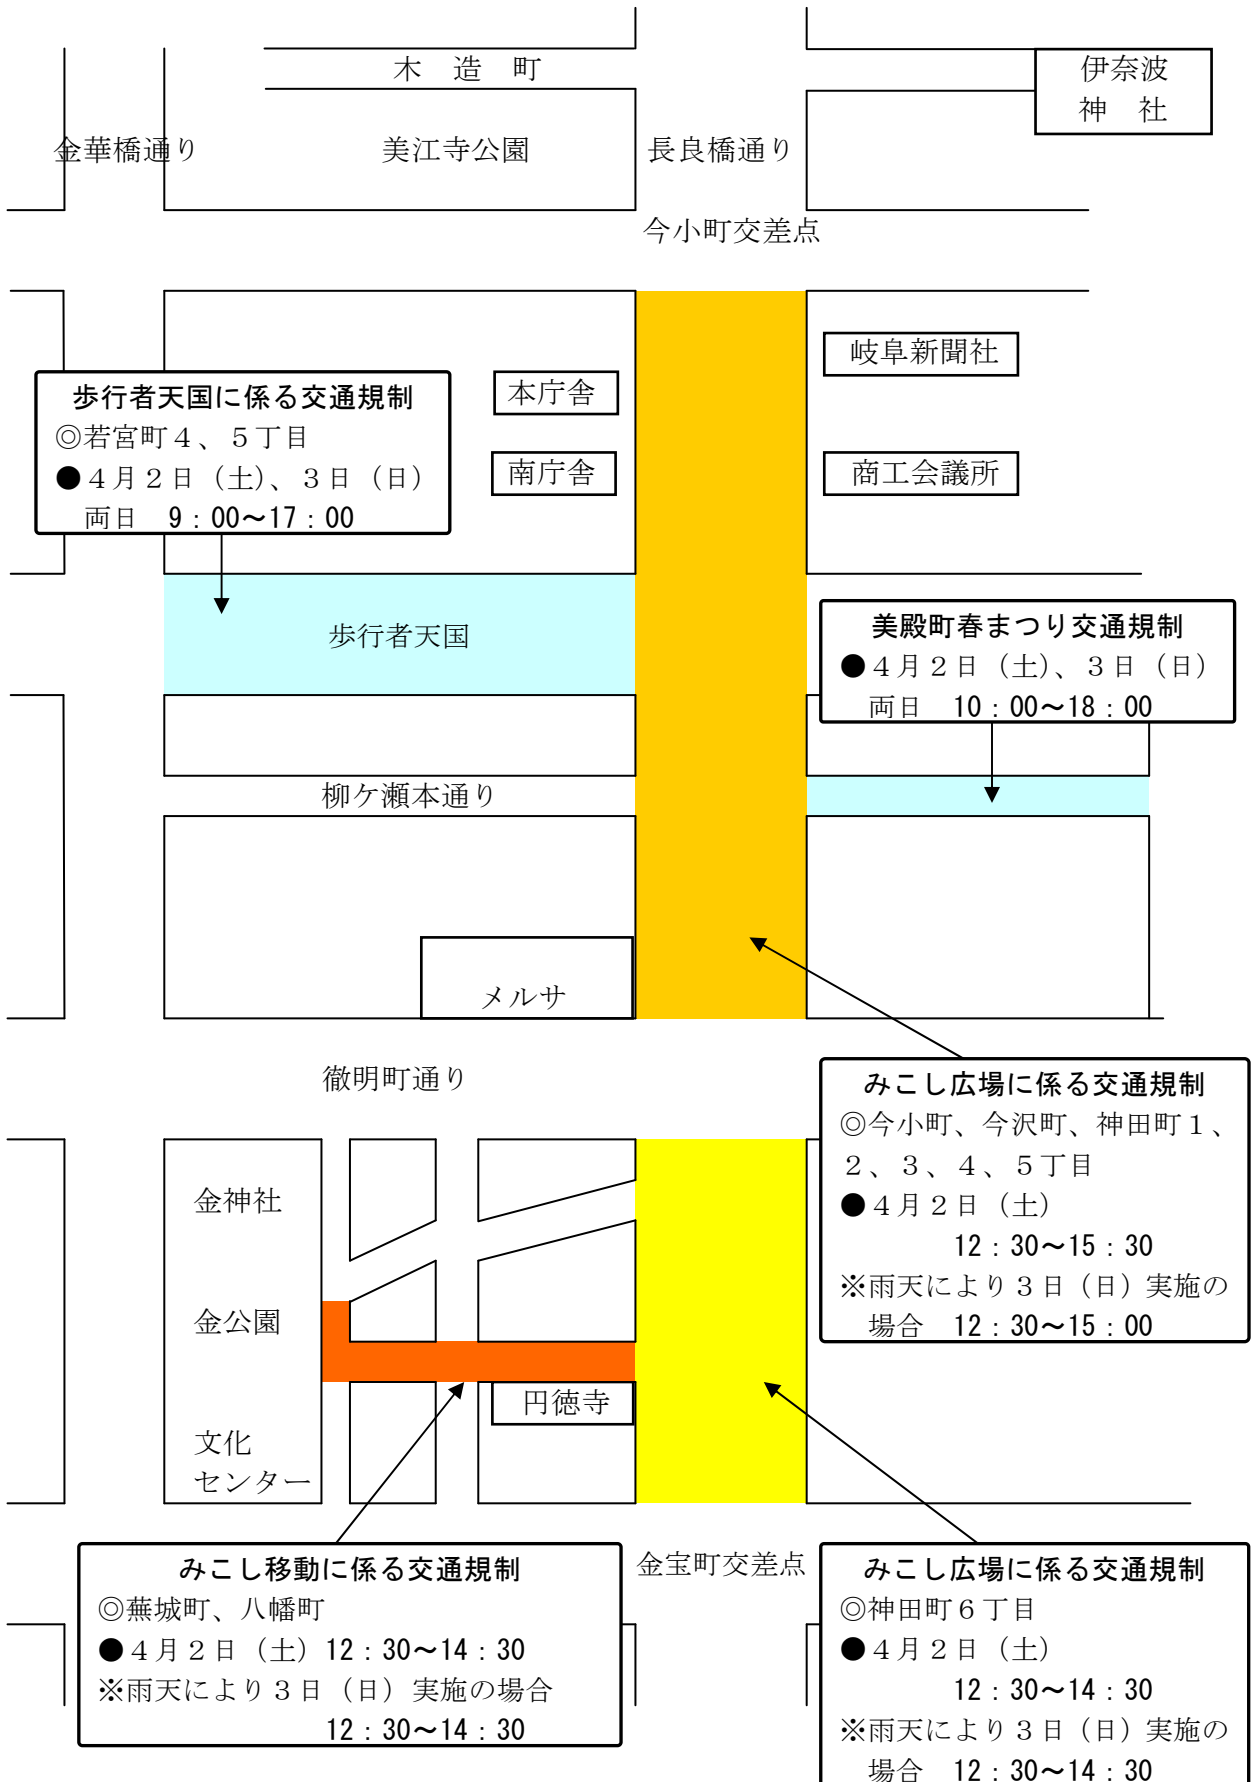 木　造　町
伊奈波
神　社
金華橋通り
美江寺公園
長良橋通り
今小町交差点
岐阜新聞社
本庁舎
南庁舎
商工会議所
歩行者天国に係る交通規制
◎若宮町４、５丁目
●４月２日（土）、３日（日）
両日　9：00～17：00
歩行者天国
美殿町春まつり交通規制
●４月２日（土）、３日（日）
両日　10：00～18：00
柳ケ瀬本通り
メルサ
徹明町通り
みこし広場に係る交通規制
◎今小町、今沢町、神田町１、
２、３、４、５丁目
●４月２日（土）
12：30～15：30
※雨天により３日（日）実施の
場合　12：30～15：00
金神社
金公園
円徳寺
文化
センター
みこし移動に係る交通規制
◎蕪城町、八幡町
●４月２日（土）12：30～14：30
※雨天により３日（日）実施の場合
12：30～14：30
金宝町交差点
みこし広場に係る交通規制
◎神田町６丁目
●４月２日（土）
12：30～14：30
※雨天により３日（日）実施の
場合　12：30～14：30